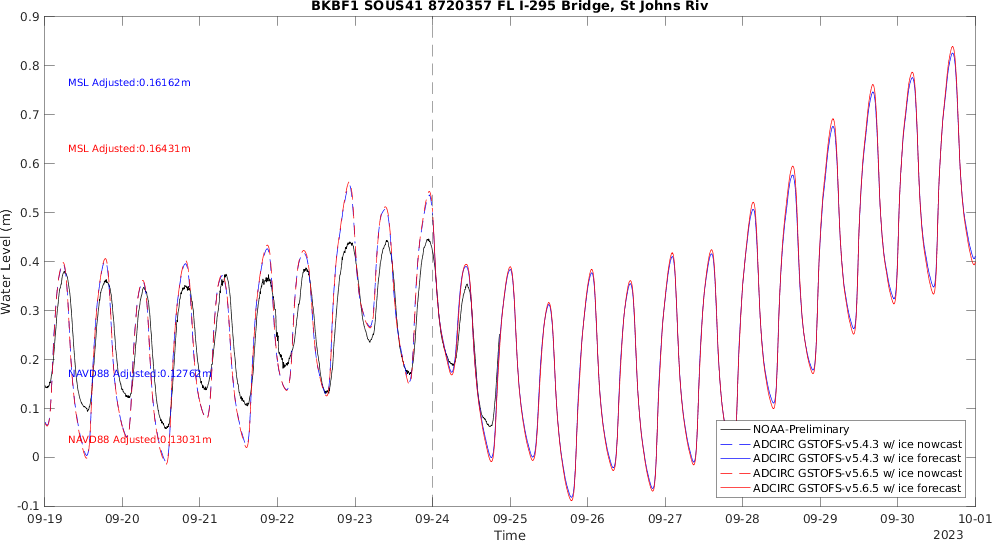 BKBF1 SOUS41 8720357 FL I-295 Bridge, St Johns Riv
0.9
0.8
0.7
0.6
0.5
0.4
0.3
0.2
0.1
0
-0.1
Water Level (m)
MSL Adjusted:0.16162m
MSL Adjusted:0.16431m
NAVD88 Adjusted:0.12762m
NAVD88 Adjusted:0.13031m
NOAA-Preliminary
ADCIRC GSTOFS-v5.4.3 w/ ice nowcast
ADCIRC GSTOFS-v5.4.3 w/ ice forecast
ADCIRC GSTOFS-v5.6.5 w/ ice nowcast
ADCIRC GSTOFS-v5.6.5 w/ ice forecast
09-19 09-20 09-21 09-22 09-23 09-24 09-25 09-26 09-27 09-28 09-29 09-30 10-01
Time
2023